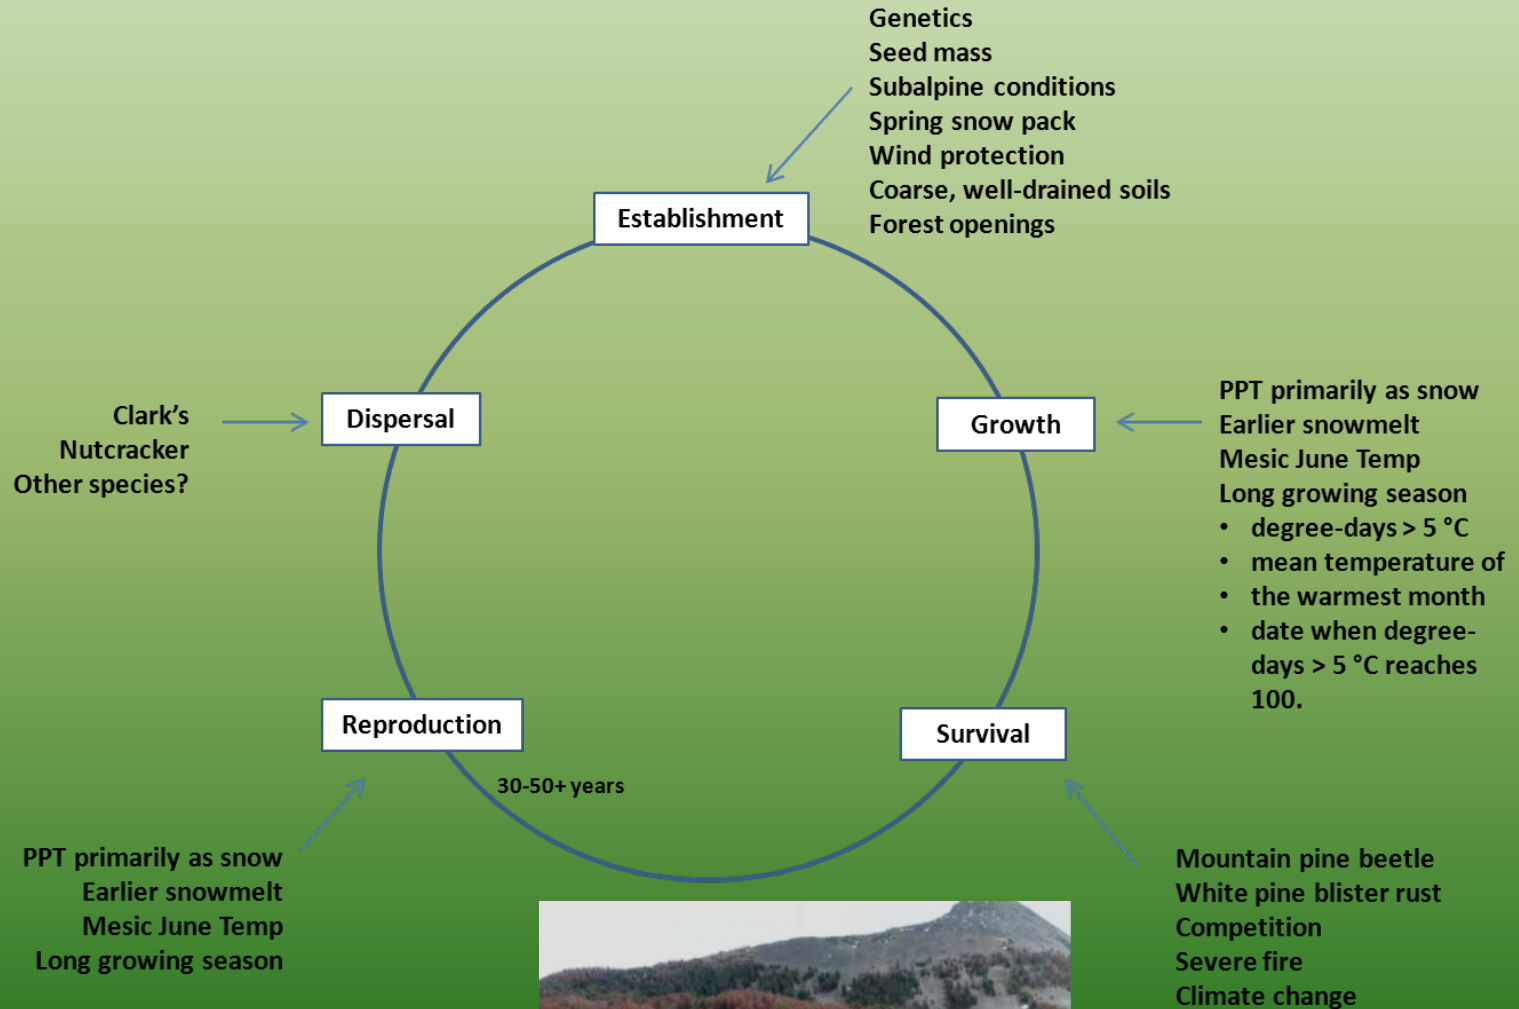 Genetics
Seed mass
Subalpine conditions
Spring snow pack
Wind protection
Coarse, well-drained soils
Forest openings
Establishment
Dispersal
Growth
Clark’s
Nutcracker
Other species?
PPT primarily as snow
Earlier snowmelt
Mesic June Temp
Long growing season
• degree-days > 5 °C
• mean temperature of
• the warmest month
• date when degree-
days > 5 °C reaches
100.
Reproduction
Survival
30-50+ years
PPT primarily as snow
Earlier snowmelt
Mesic June Temp
Long growing season
Mountain pine beetle
White pine blister rust
Competition
Severe fire
Climate change